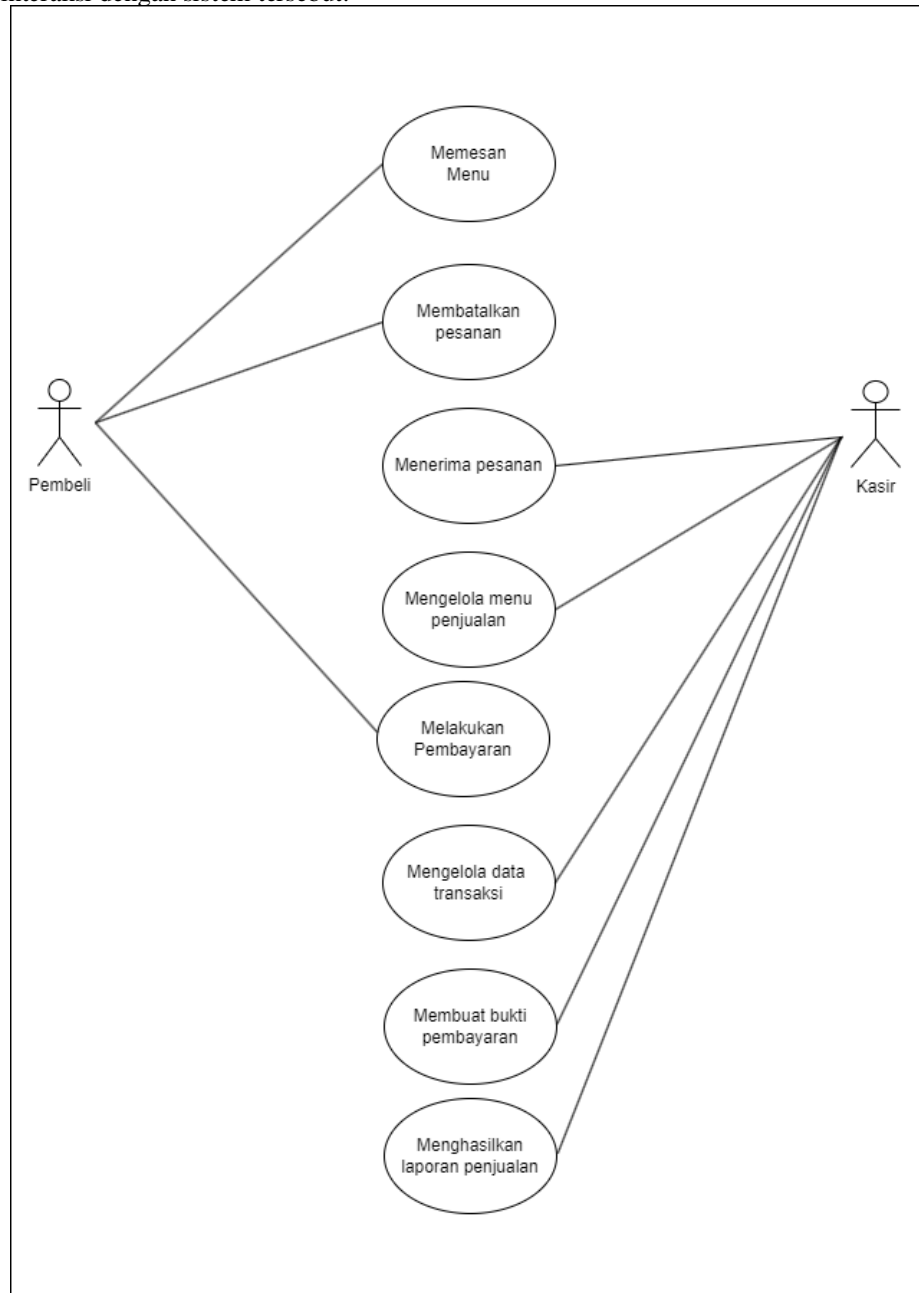 interaksi dengan sistem tersebut.
Memesan
Menu
Membatalkan
pesanan
Menerima pesanan
Pembeli
Kasir
Mengelola menu
penjualan
Melakukan
Pembayaran
Mengelola data
transaksi
Membuat bukti
pembayaran
Menghasilkan
laporan penjualan